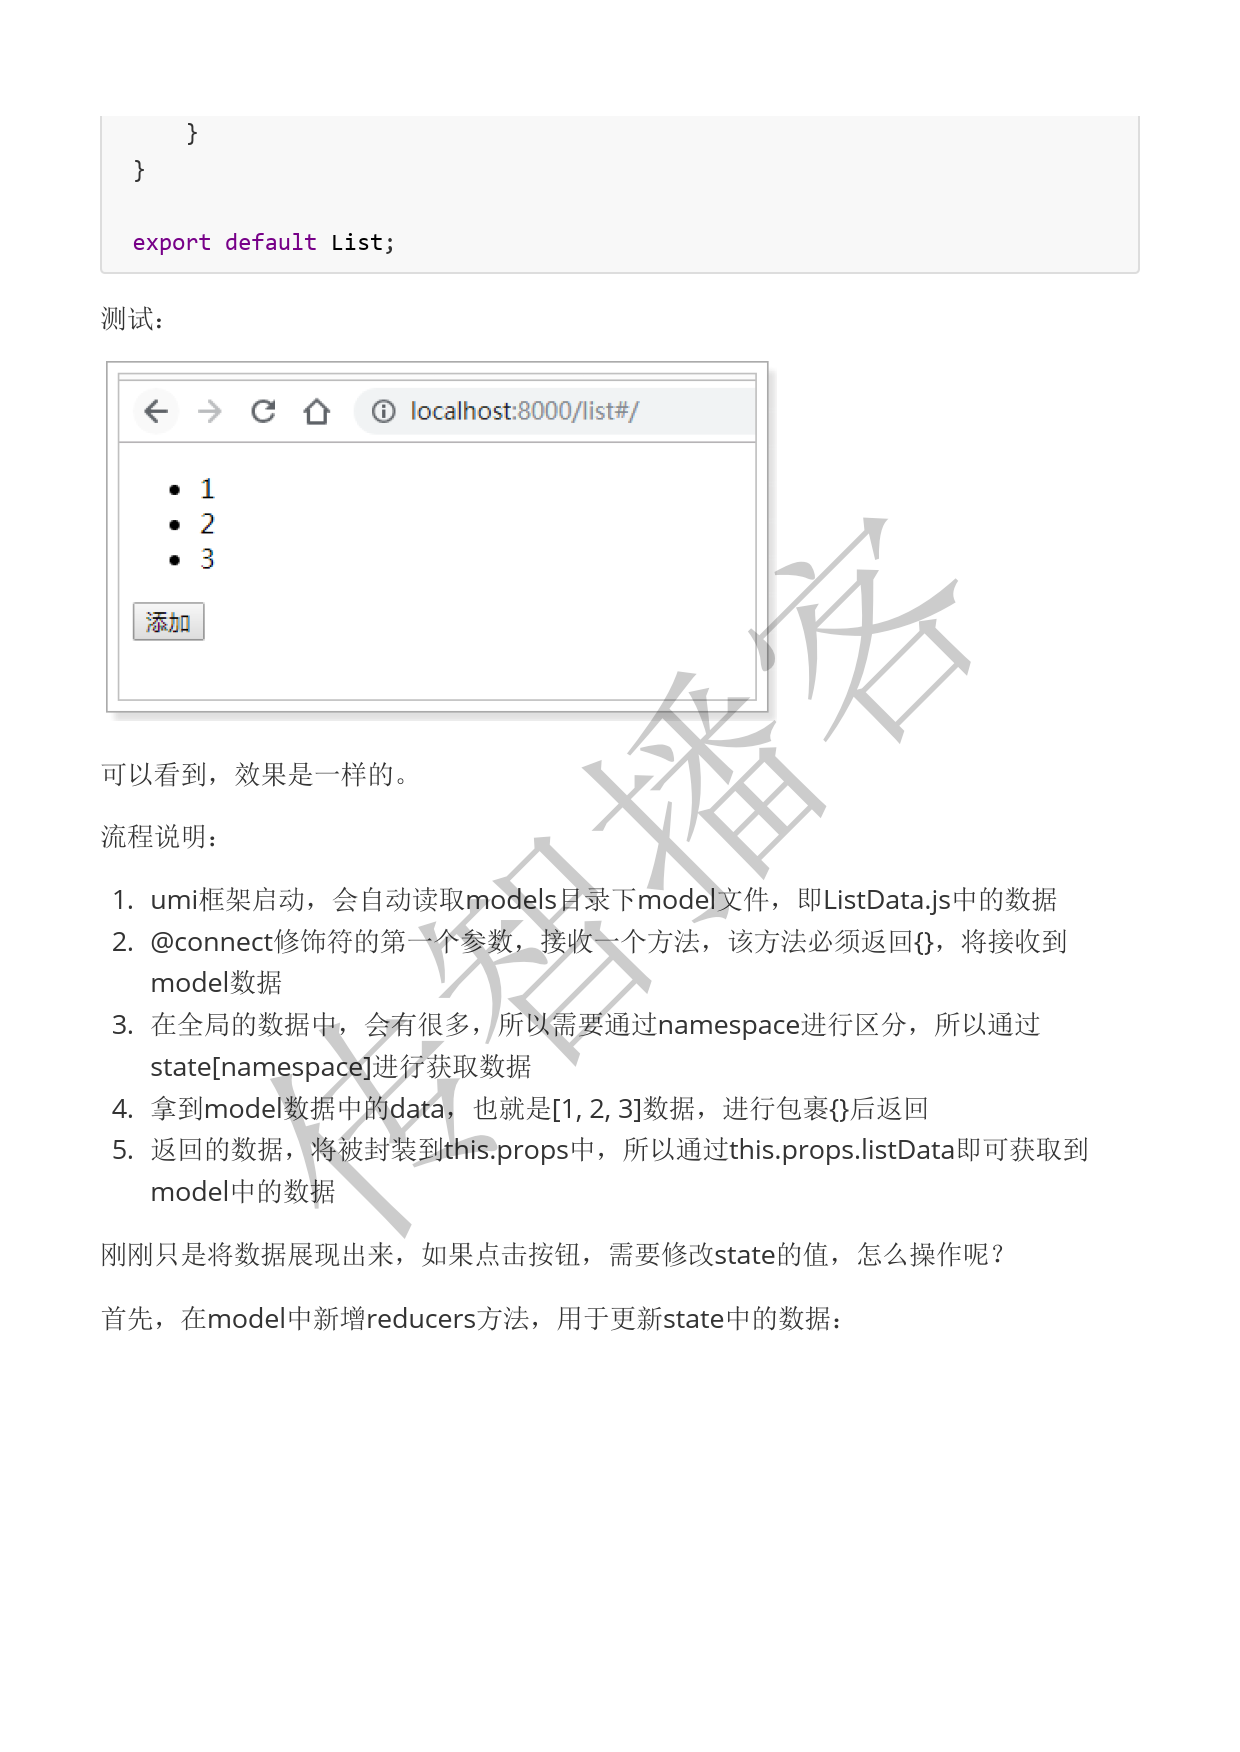 }
}
export default List;
测试：
localhost:8000/list#/
• 1
• 2
• 3
添加
可以看到，效果是一样的。
流程说明：
1. umi框架启动，会自动读取models目录下model文件，即ListData.js中的数据
2. @connect修饰符的第一个参数，接收一个方法，该方法必须返回{}，将接收到
model数据
3. 在全局的数据中，会有很多，所以需要通过namespace进行区分，所以通过
state[namespace]进行获取数据
4. 拿到model数据中的data，也就是[1, 2, 3]数据，进行包裹{}后返回
5. 返回的数据，将被封装到this.props中，所以通过this.props.listData即可获取到
model中的数据
刚刚只是将数据展现出来，如果点击按钮，需要修改state的值，怎么操作呢？
首先，在model中新增reducers方法，用于更新state中的数据：
传智播客